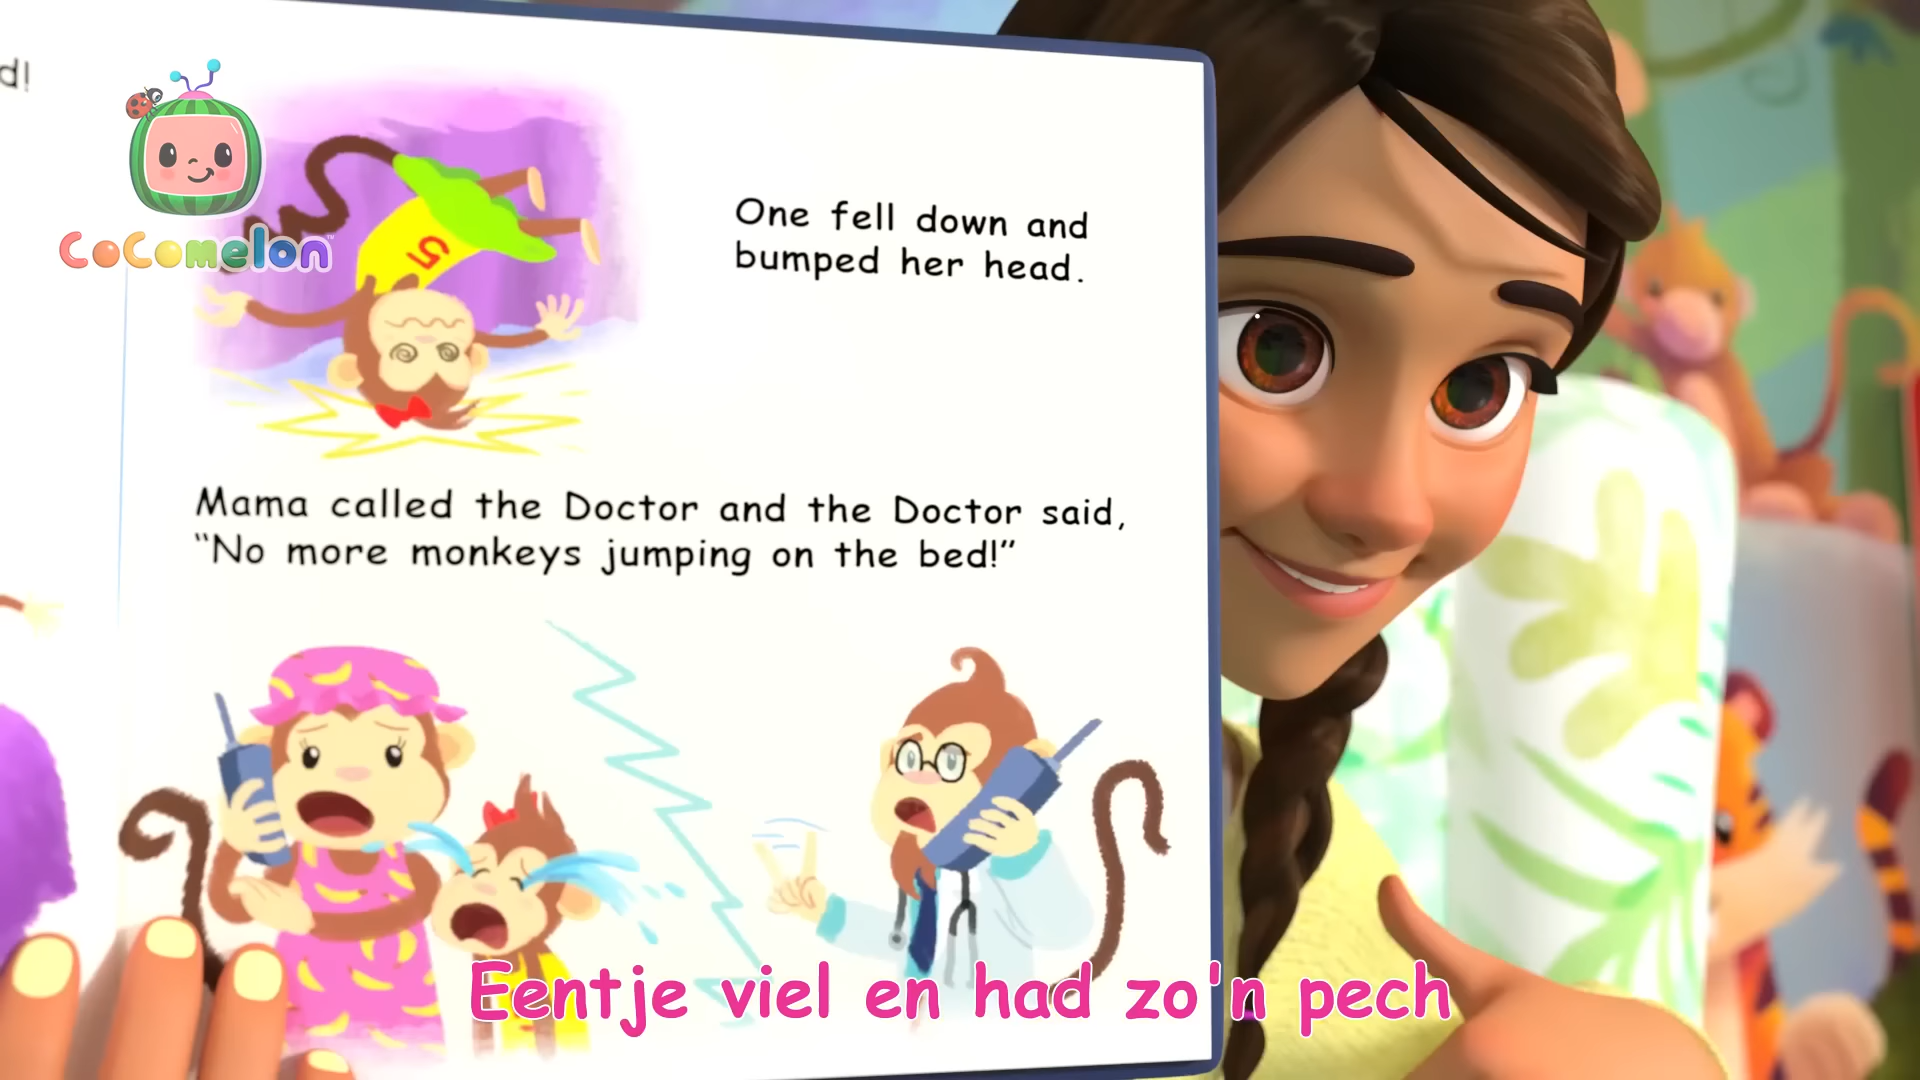 d!
CoComelon
One fell down and
bumped her head.
5
Mama called the Doctor and the Doctor said,
“No more monkeys jumping on the bed!”
Eentje viel en had zo'n pech